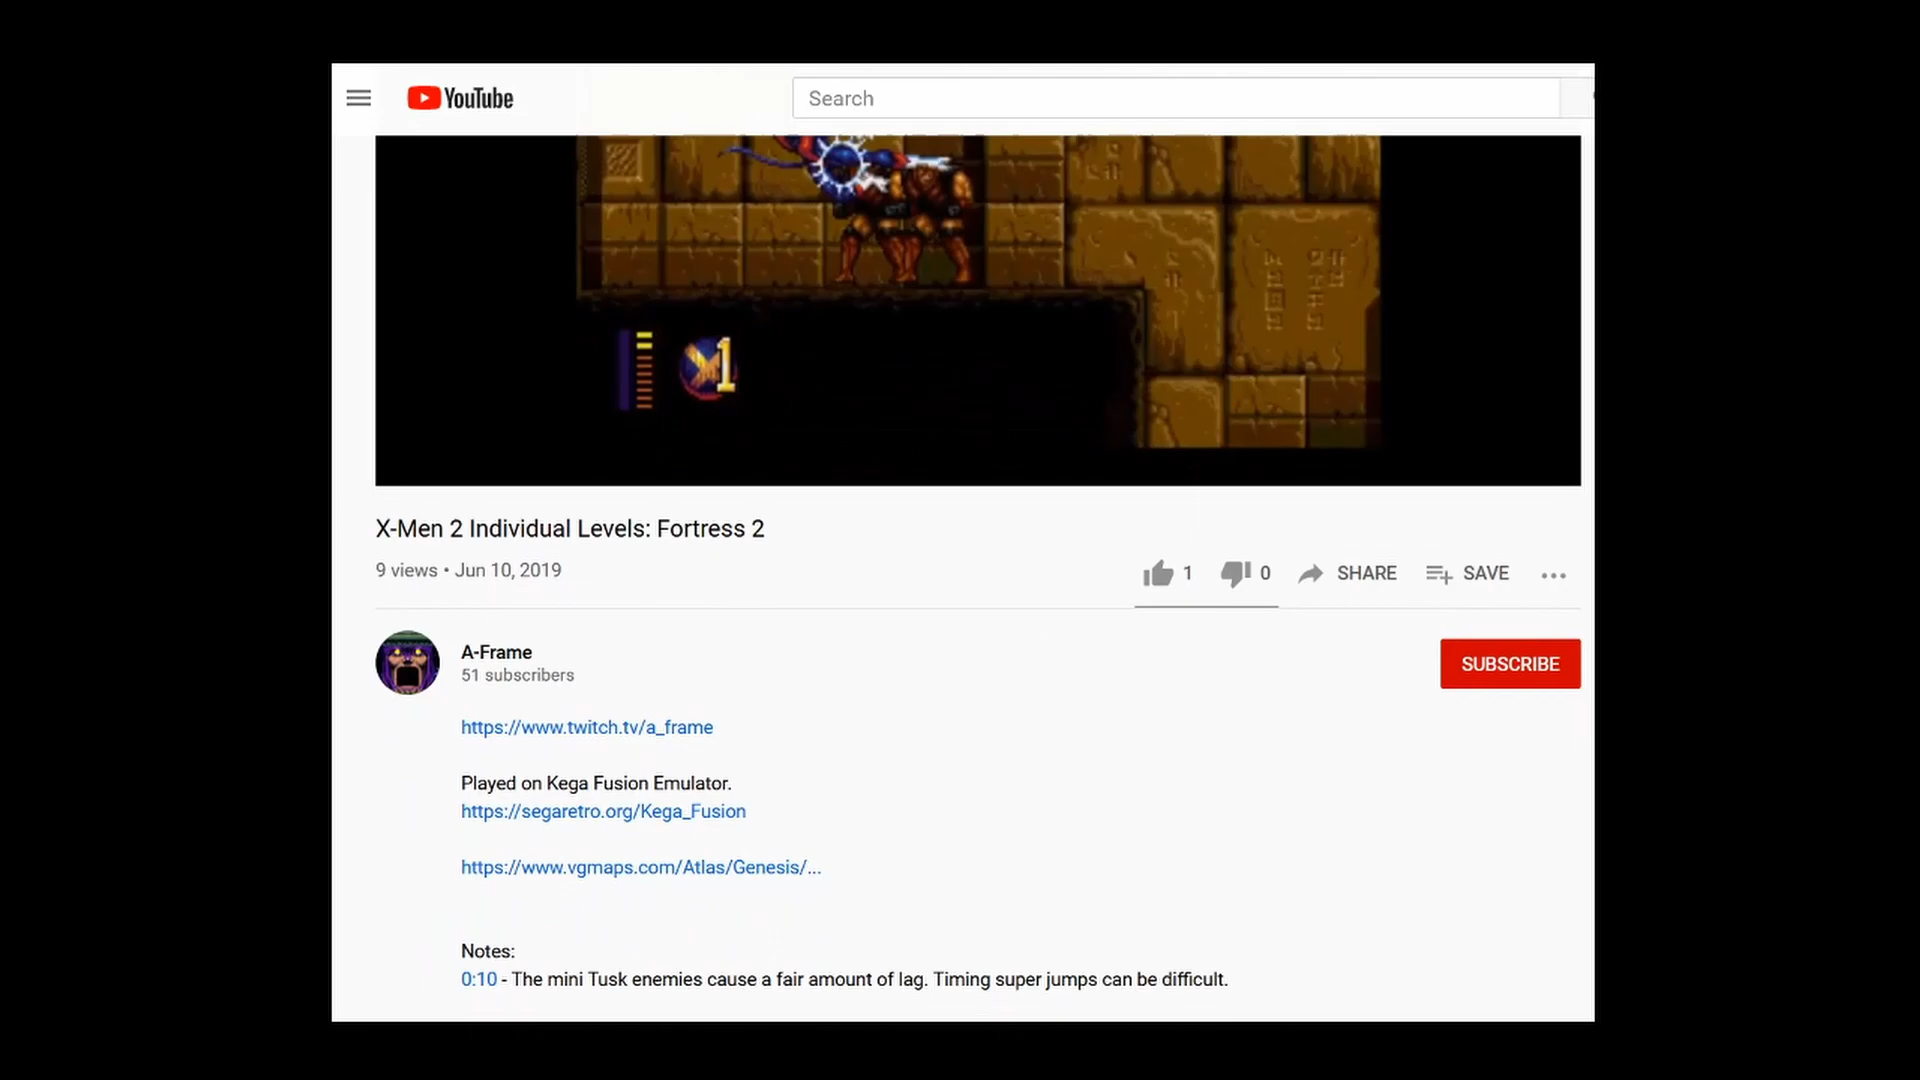 YouTube
Search
1
X-Men 2 Individual Levels: Fortress 2
9 views • Jun 10, 2019
1
0
SHARE
SAVE
A-Frame
51 subscribers
SUBSCRIBE
https://www.twitch.tv/a_frame
Played on Kega Fusion Emulator.
https://segaretro.org/Kega_Fusion
https://www.vgmaps.com/Atlas/Genesis/...
Notes:
0:10 - The mini Tusk enemies cause a fair amount of lag. Timing super jumps can be difficult.